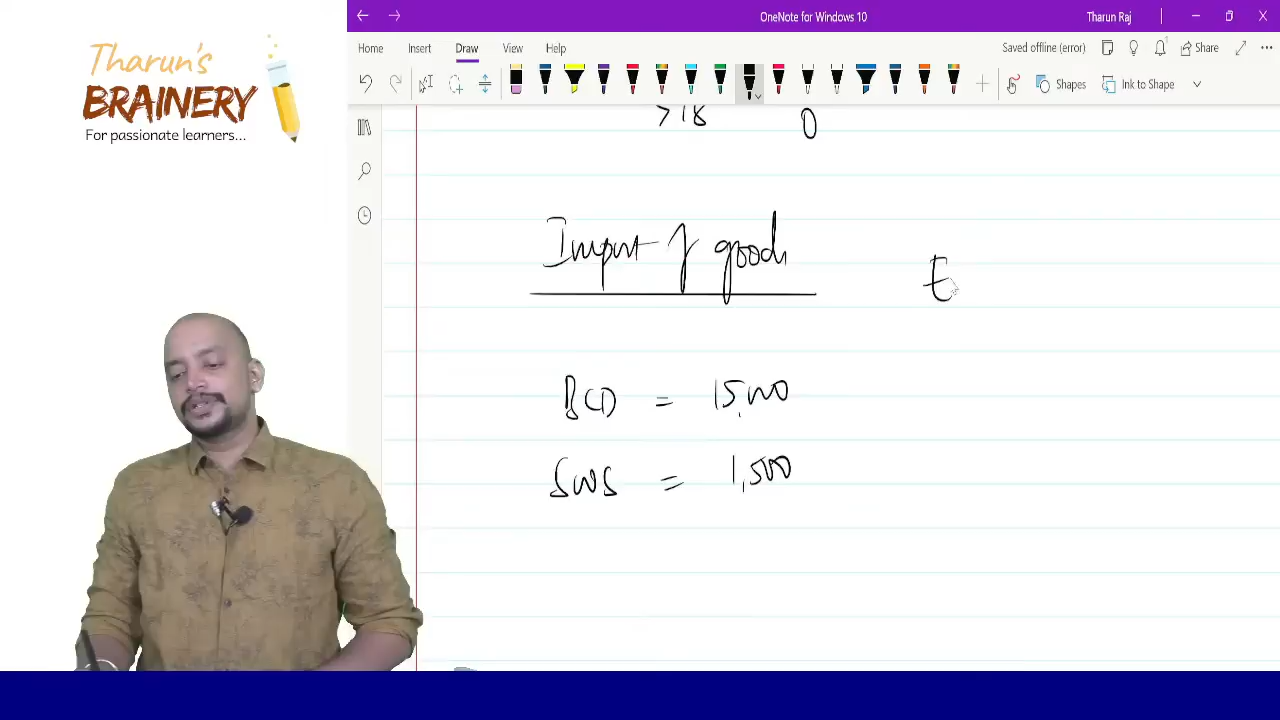 OneNote for Windows 10
Tharun Raj
Home Insert Draw View Help
Saved offline (error)
Share
Shapes
Ink to Shape
Tharun's
BRAINERY
For passionate learners...
>18 0
Import of goods
E
BCD = 15,000
SWS = 1,500